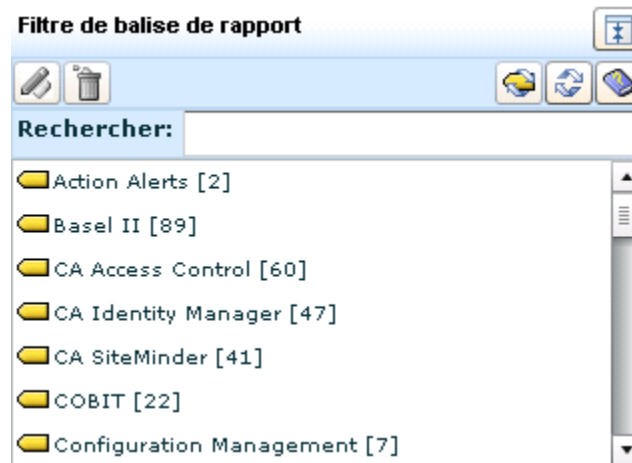 Filtre de balise de rapport
Rechercher:
Action Alerts [2]
Basel II [89]
CA Access Control [60]
CA Identity Manager [47]
CA SiteMinder [41]
COBIT [22]
Configuration Management [7]